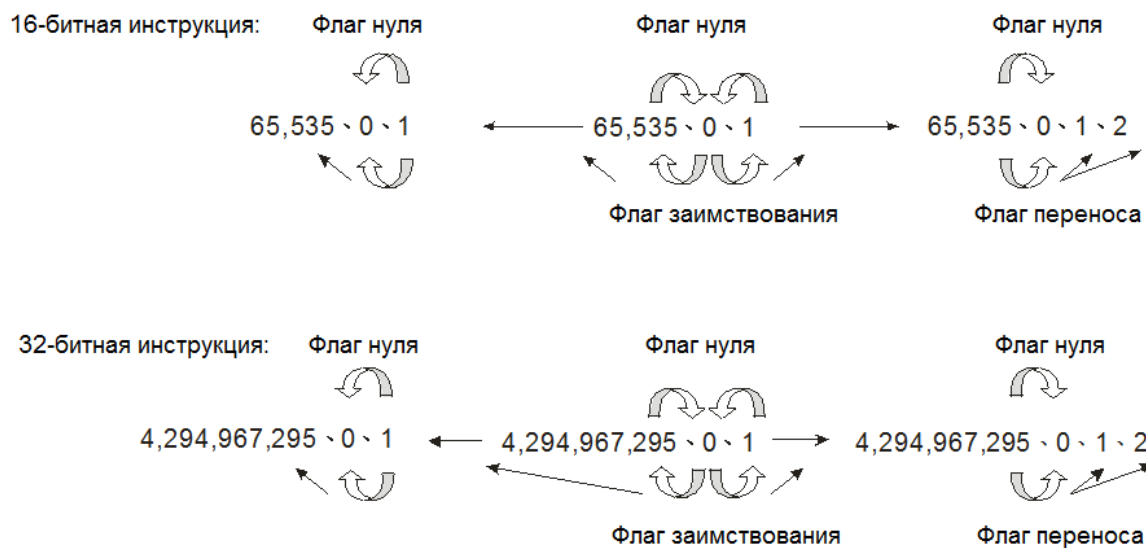 16-битная инструкция: Флаг нуля Флаг нуля Флаг нуля
65,535、0、1 65,535、0、1 65,535、0、1、2
Флаг заимствования Флаг переноса
32-битная инструкция: Флаг нуля Флаг нуля Флаг нуля
4,294,967,295、0、1 4,294,967,295、0、1 4,294,967,295、0、1、2
Флаг заимствования Флаг переноса